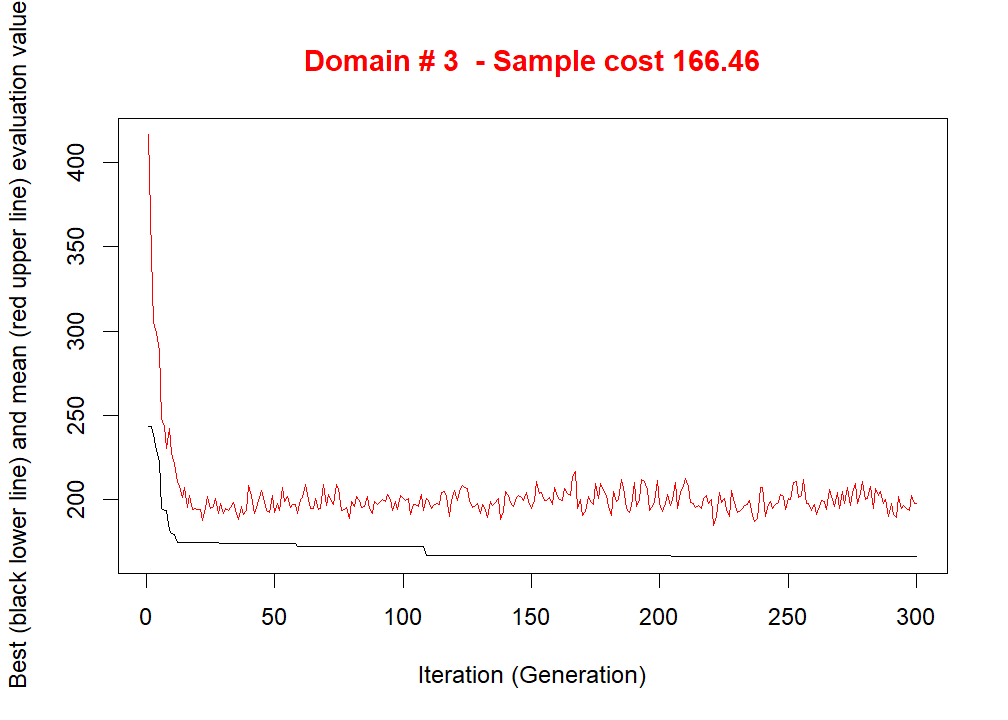 Domain # 3  - Sample cost 166.46
Best (black lower line) and mean (red upper line) evaluation value
400
350
300
250
200
0 50 100 150 200 250 300
Iteration (Generation)